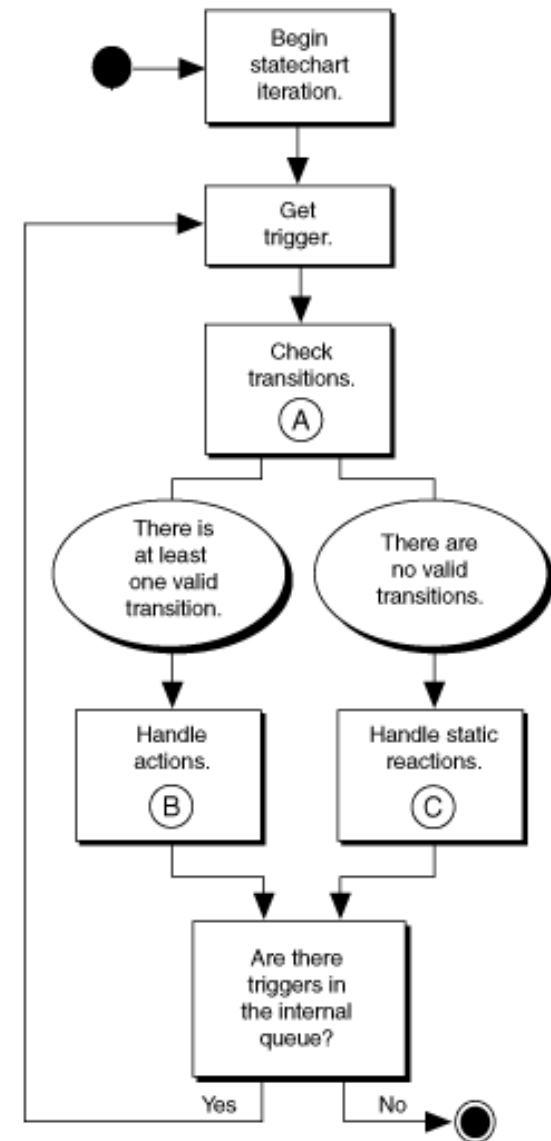 Begin
statechart
iteration.
Get
trigger.
Check
transitions.
A
There is
at least
one valid
transition.
There are
no valid
transitions.
Handle
actions.
B
Handle static
reactions.
C
Are there
triggers in
the internal
queue?
Yes
No